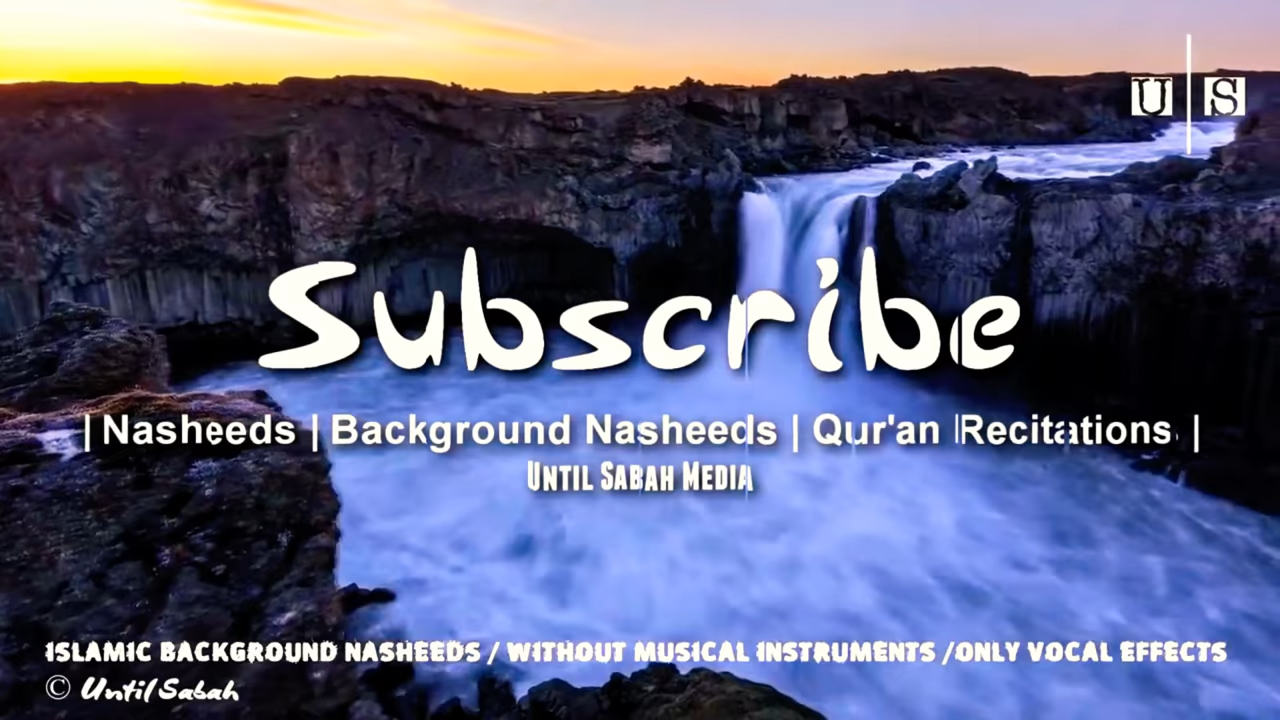 U | S
Subscribe
| Nasheeds | Background Nasheeds | Qur'an Recitations |
Until Sabah Media
ISLAMIC BACKGROUND NASHEEDS / WITHOUT MUSICAL INSTRUMENTS /ONLY VOCAL EFFECTS
© Until Sabah